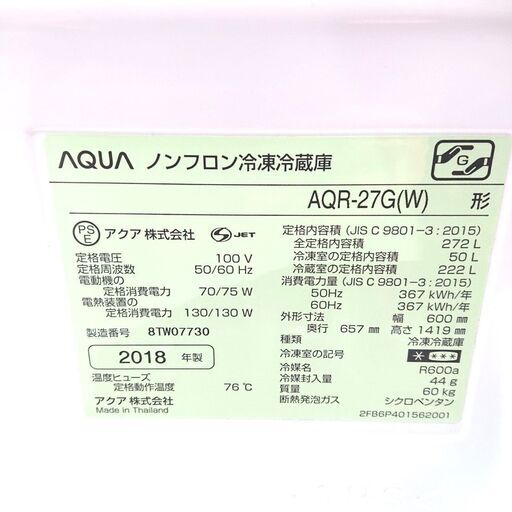 AQUA ノンフロン冷凍冷蔵庫
G
AQR-27G(W) 形
PS E アクア 株式会社 S JET
定格電圧 100 V
定格周波数 50/60 Hz
電動機の
定格消費電力 70/75 W
電熱装置の
定格消費電力 130/130 W
製造番号 8TW07730
2018 年製
温度ヒューズ
定格動作温度 76℃
アクア 株式会社
Made in Thailand
定格内容積 (JIS C 9801-3 : 2015)
全定格内容積 272 L
冷凍室の定格内容積 50 L
冷蔵室の定格内容積 222 L
消費電力量 (JIS C 9801-3 : 2015)
50Hz 367 kWh/年
60Hz 367 kWh/年
外形寸法 幅 600 mm
奥行 657 mm 高さ 1419 mm
種類 冷凍冷蔵庫
冷凍室の記号 * ***
冷媒名 R600a
冷媒封入量 44 g
質量 60 kg
断熱発泡ガス シクロペンタン
2FB6P401562001